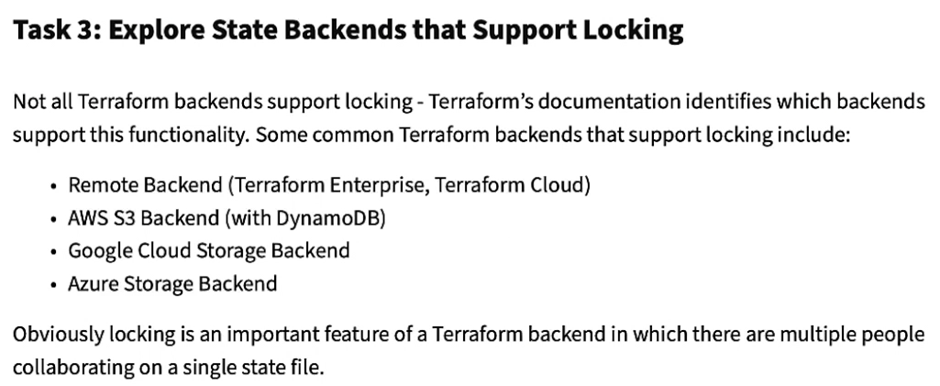 Task 3: Explore State Backends that Support Locking
Not all Terraform backends support locking - Terraform's documentation identifies which backends
support this functionality. Some common Terraform backends that support locking include:
• Remote Backend (Terraform Enterprise, Terraform Cloud)
• AWS S3 Backend (with DynamoDB)
• Google Cloud Storage Backend
• Azure Storage Backend
Obviously locking is an important feature of a Terraform backend in which there are multiple people
collaborating on a single state file.